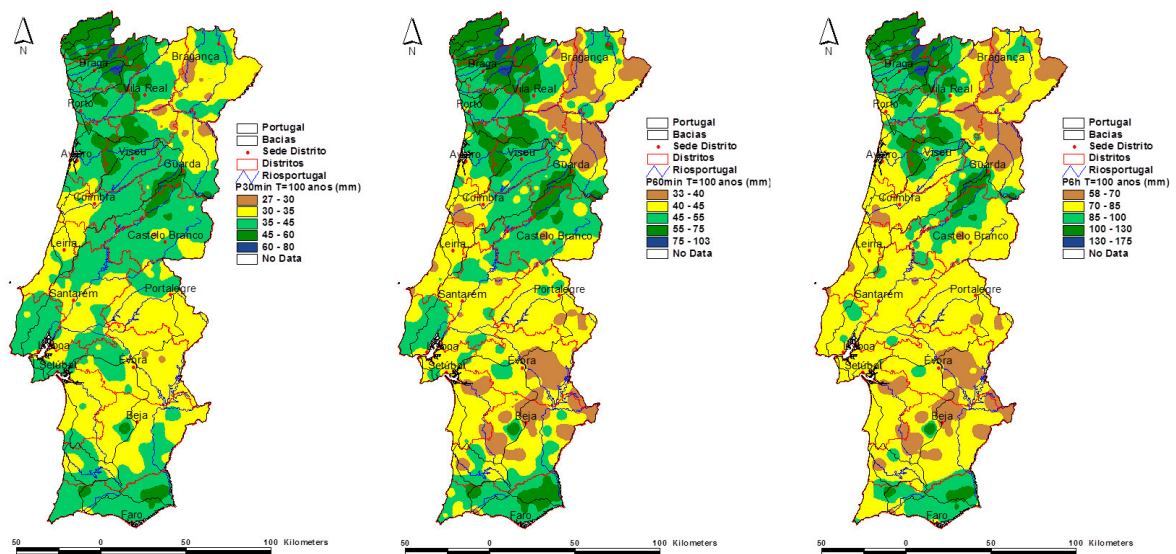 N
Braga
Bragança
Vila Real
Porto
Aveiro
Viseu
Guarda
Coimbra
Leiria
Castelo Branco
Santarém
Portalegre
Lisboa
Setúbal
Évora
Beja
Faro
Portugal
Bacias
Sede Distrito
Distritos
Riosportugal
P30min T=100 anos (mm)
27 - 30
30 - 35
35 - 45
45 - 60
60 - 80
No Data
50 0 50 100 Kilometers
N
Braga
Bragança
Vila Real
Porto
Aveiro
Viseu
Guarda
Coimbra
Leiria
Castelo Branco
Santarém
Portalegre
Lisboa
Setúbal
Évora
Beja
Faro
Portugal
Bacias
Sede Distrito
Distritos
Riosportugal
P60min T=100 anos (mm)
33 - 40
40 - 45
45 - 55
55 - 75
75 - 103
No Data
50 0 50 100 Kilometers
N
Braga
Bragança
Vila Real
Porto
Aveiro
Viseu
Guarda
Coimbra
Leiria
Castelo Branco
Santarém
Portalegre
Lisboa
Setúbal
Évora
Beja
Faro
Portugal
Bacias
Sede Distrito
Distritos
Riosportugal
P6h T=100 anos (mm)
58 - 70
70 - 85
85 - 100
100 - 130
130 - 175
No Data
50 0 50 100 Kilometers